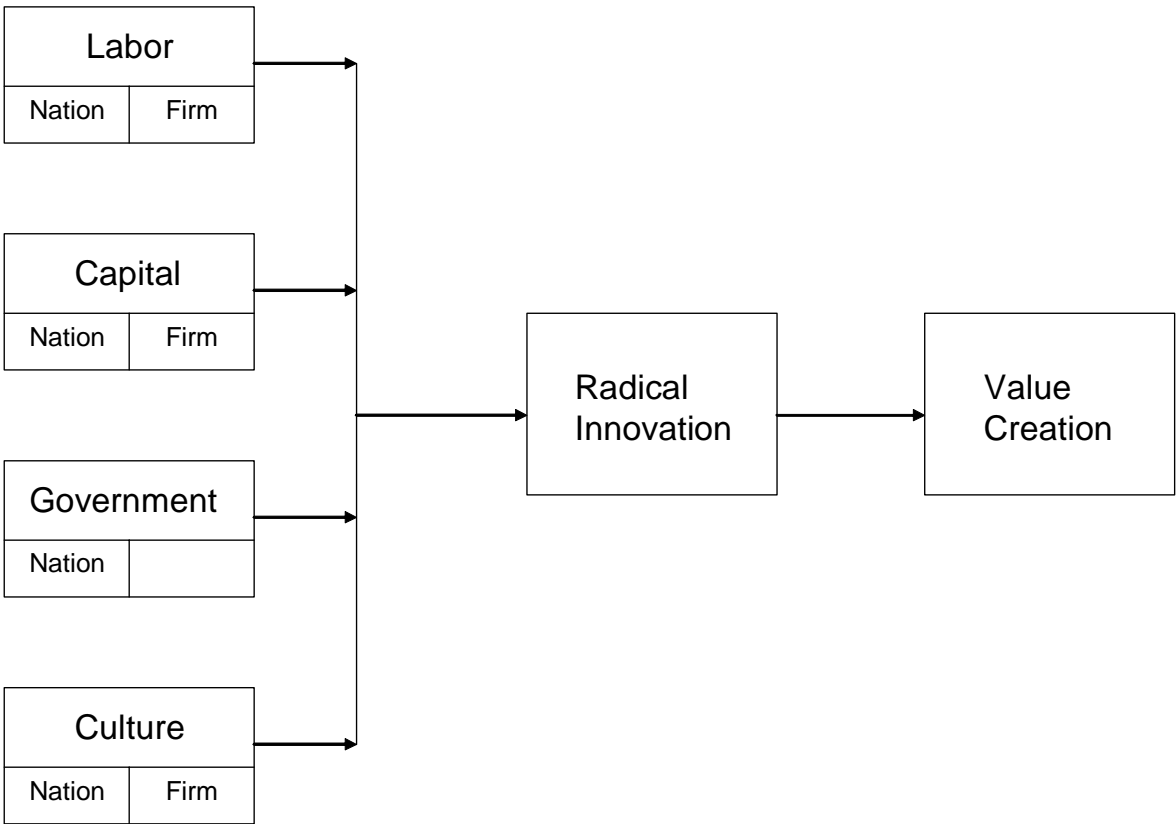 Labor
Nation Firm
Capital
Nation Firm
Government
Nation
Culture
Nation Firm
Radical
Innovation
Value
Creation